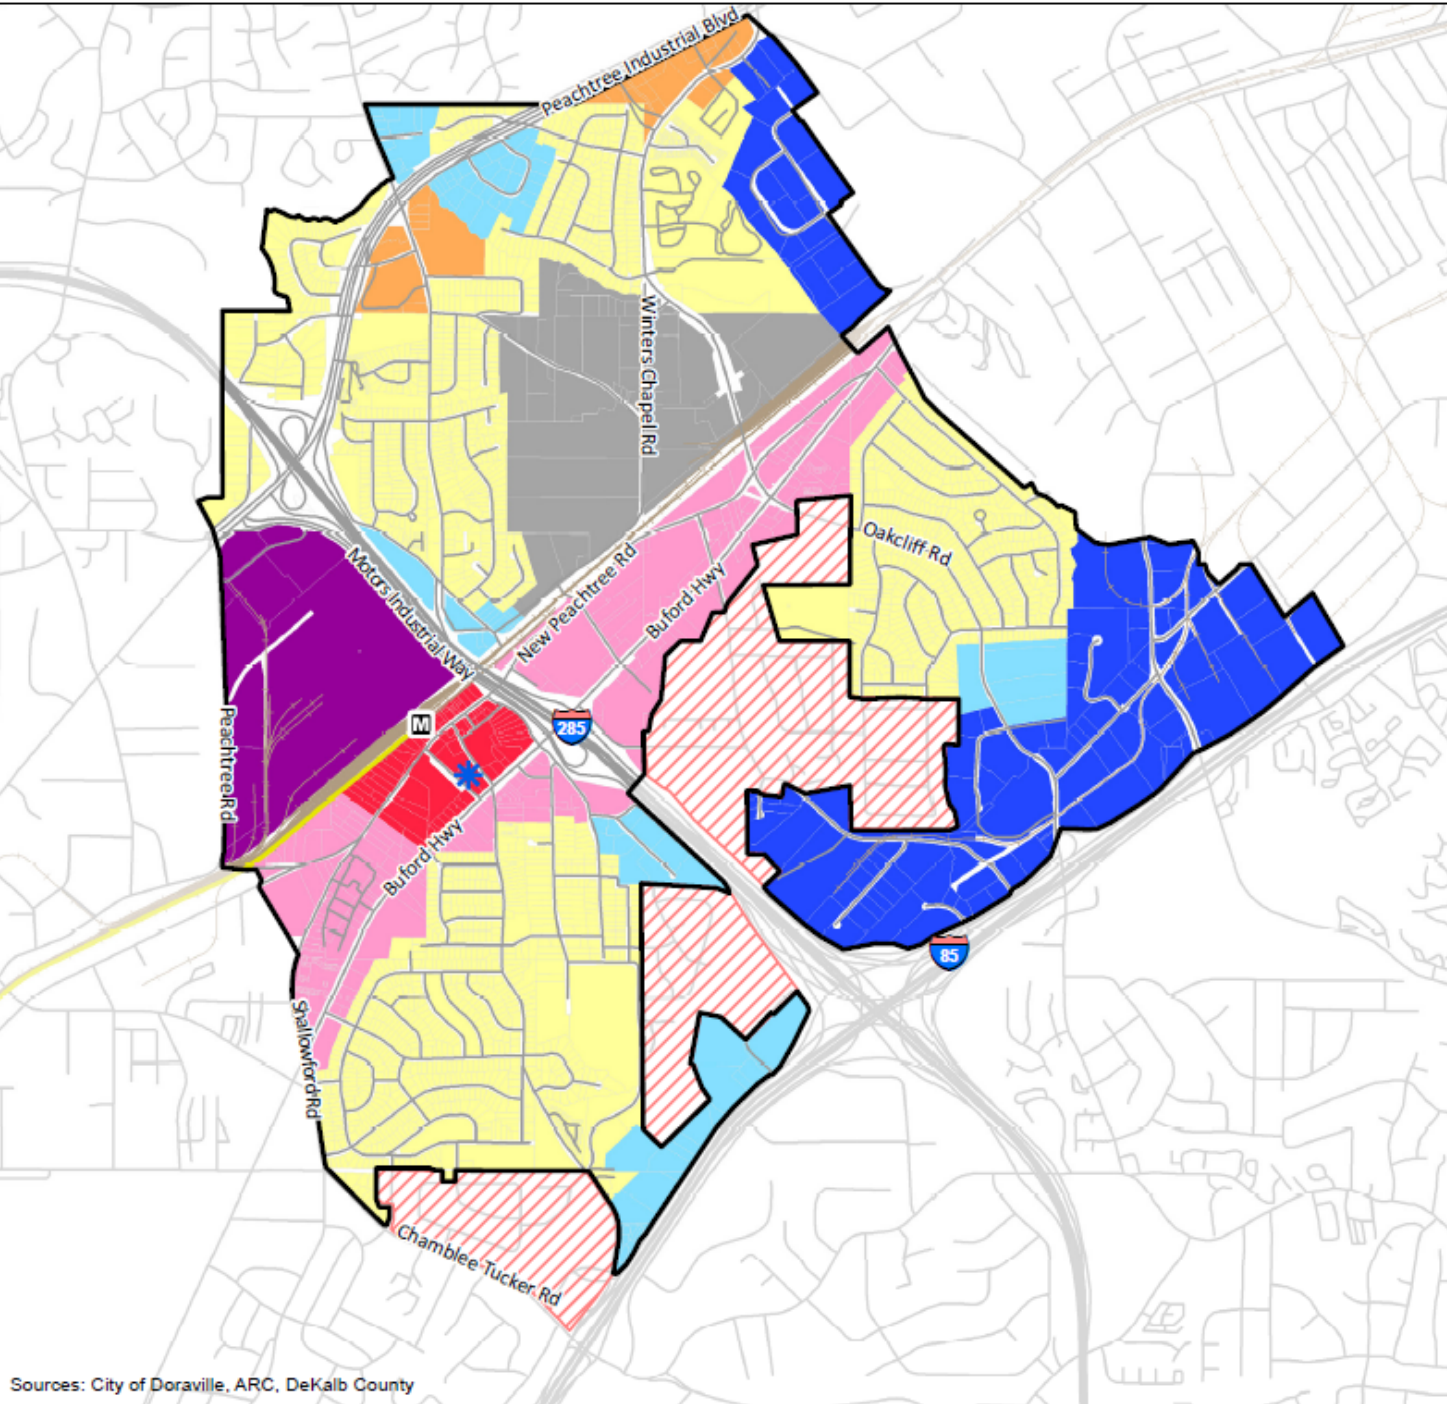 Peachtree Industrial Blvd
Winters Chapel Rd
Oakcliff Rd
Motors Industrial Way
New Peachtree Rd
Buford Hwy
Peachtree Rd
M
285
Buford Hwy
85
Shallowford Rd
Chamblee Tucker Rd
Sources: City of Doraville, ARC, DeKalb County